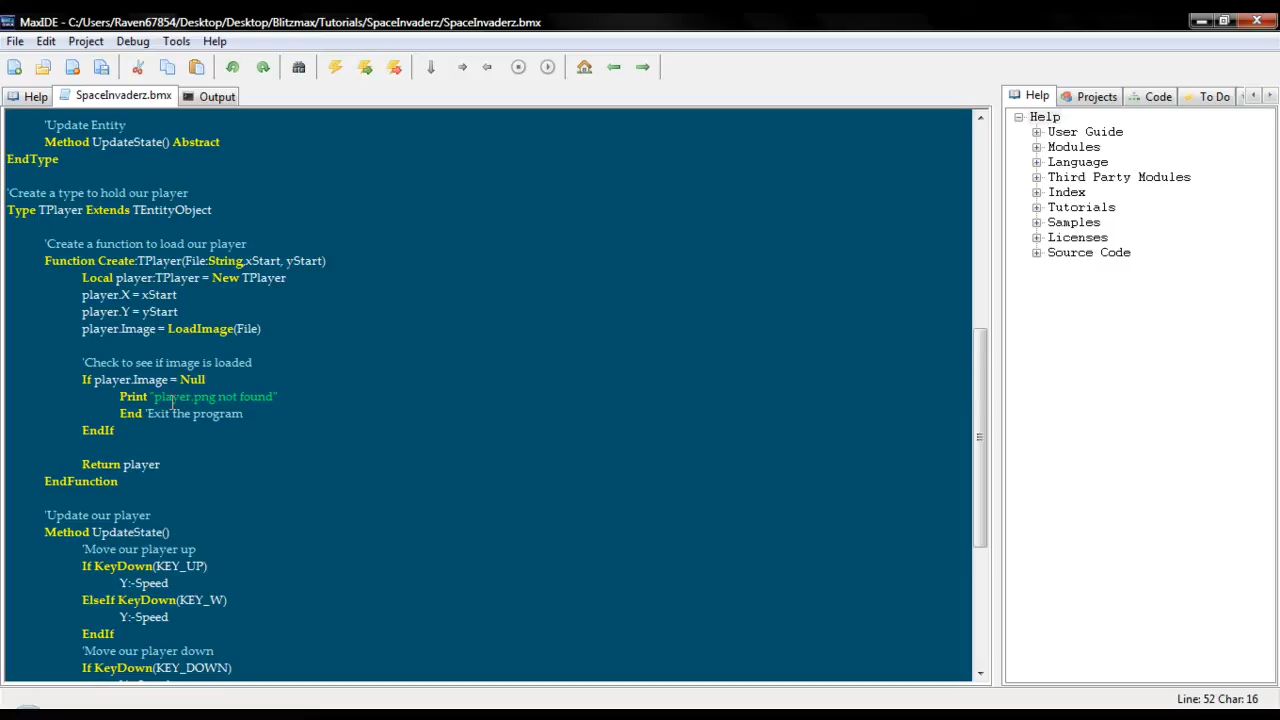 MaxIDE - C:/Users/Raven67854/Desktop/Desktop/Blitzmax/Tutorials/SpaceInvaderz/SpaceInvaderz.bmx
File Edit Project Debug Tools Help
Help SpaceInvaderz.bmx Output
'Update Entity
Method UpdateState() Abstract
EndType
'Create a type to hold our player
Type TPlayer Extends TEntityObject
'Create a function to load our player
Function Create:TPlayer(File:String,xStart, yStart)
Local player:TPlayer = New TPlayer
player.X = xStart
player.Y = yStart
player.Image = LoadImage(File)
'Check to see if image is loaded
If player.Image = Null
Print "player.png not found"
End 'Exit the program
EndIf
Return player
EndFunction
'Update our player
Method UpdateState()
'Move our player up
If KeyDown(KEY_UP)
Y:-Speed
ElseIf KeyDown(KEY_W)
Y:-Speed
EndIf
'Move our player down
If KeyDown(KEY_DOWN)
Help Projects Code To Do
Help
User Guide
Modules
Language
Third Party Modules
Index
Tutorials
Samples
Licenses
Source Code
Line: 52 Char: 16